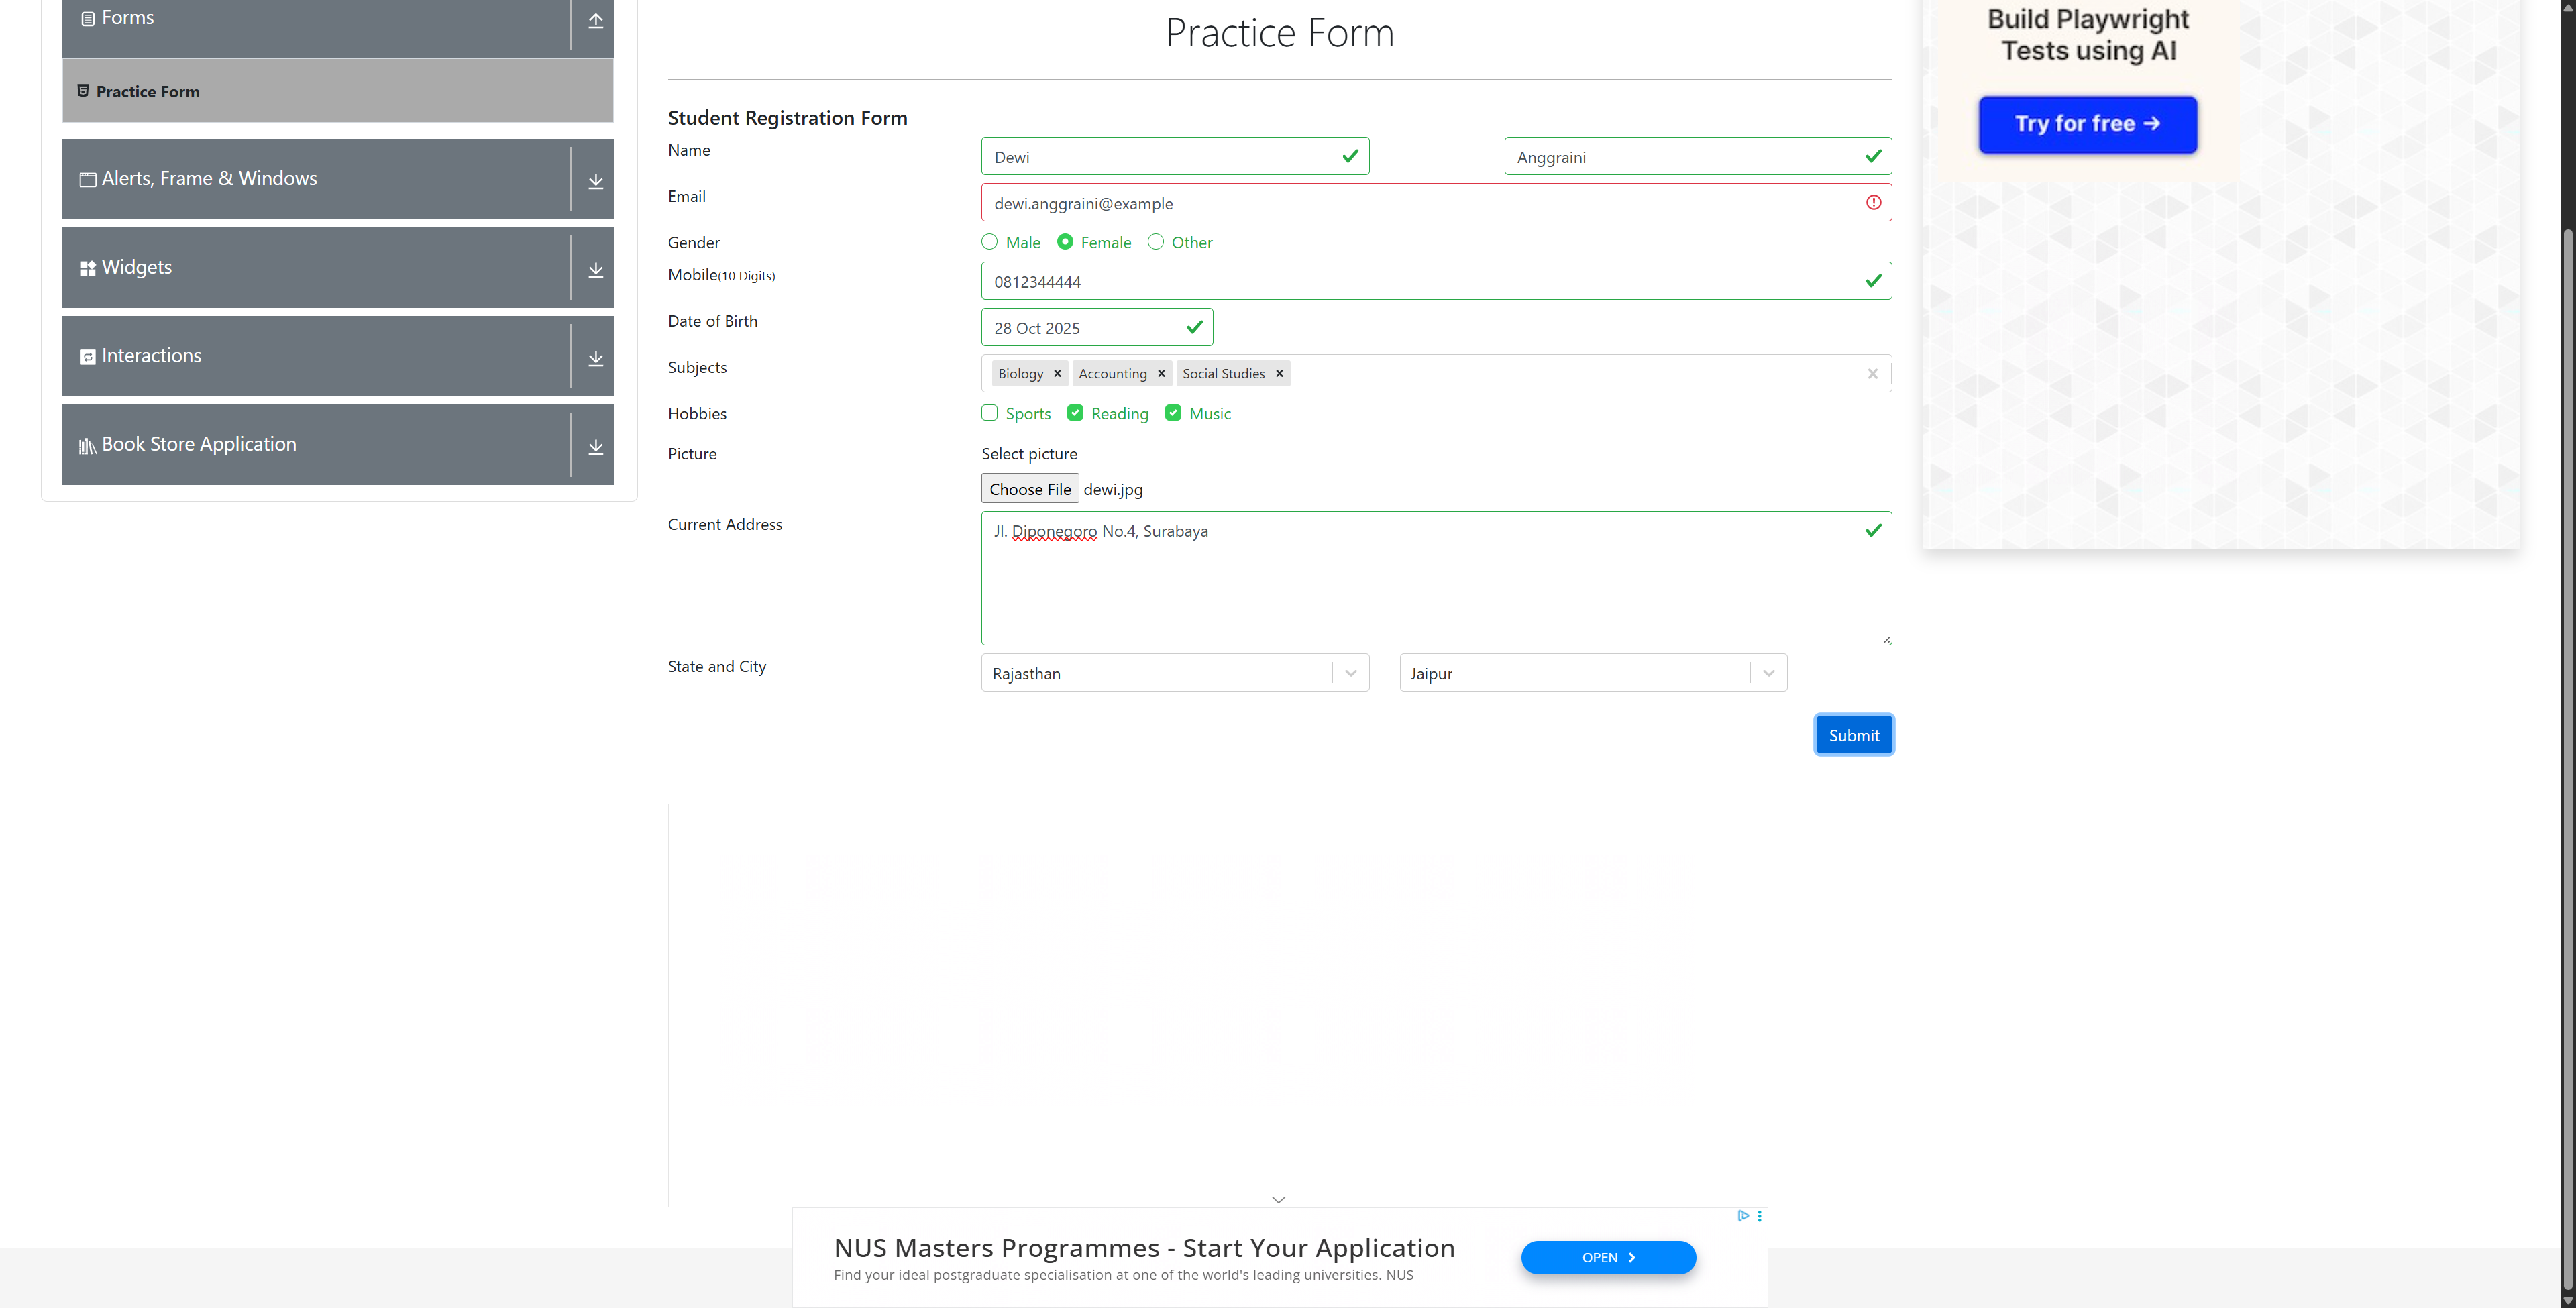 Forms
Practice Form
Alerts, Frame & Windows
Widgets
Interactions
Book Store Application
Practice Form
Student Registration Form
Name Dewi Anggraini
Email dewi.anggraini@example
Gender Male Female Other
Mobile(10 Digits) 0812344444
Date of Birth 28 Oct 2025
Subjects Biology × Accounting × Social Studies ×
Hobbies Sports Reading Music
Picture Select picture
Choose File dewi.jpg
Current Address Jl. Diponegoro No.4, Surabaya
State and City Rajasthan Jaipur
Submit
Build Playwright
Tests using AI
Try for free →
NUS Masters Programmes - Start Your Application
Find your ideal postgraduate specialisation at one of the world's leading universities. NUS
OPEN